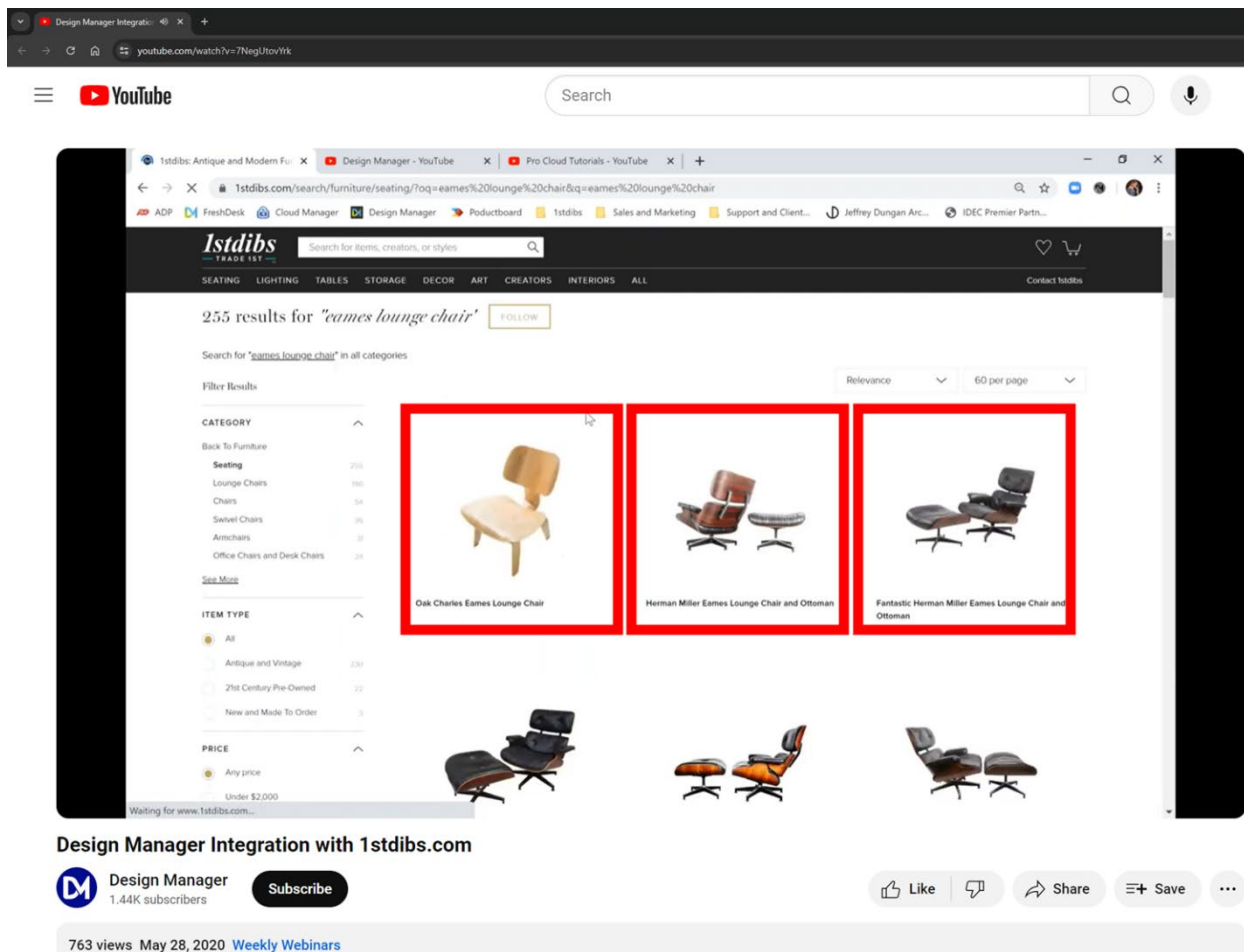 Design Manager Integratio
youtube.com/watch?v=7NegUtovYrk
YouTube
Search
1stdibs: Antique and Modern Fu
Design Manager - YouTube
Pro Cloud Tutorials - YouTube
1stdibs.com/search/furniture/seating/?oq=eames%20lounge%20chair&q=eames%20lounge%20chair
ADP FreshDesk Cloud Manager Design Manager Poductboard 1stdibs Sales and Marketing Support and Client... Jeffrey Dungan Arc... IDEC Premier Partn...
1stdibs
TRADE 1ST
Search for items, creators, or styles
SEATING LIGHTING TABLES STORAGE DECOR ART CREATORS INTERIORS ALL
Contact 1stdibs
255 results for "eames lounge chair"
FOLLOW
Search for "eames lounge chair" in all categories
Filter Results
Relevance
60 per page
CATEGORY
Back To Furniture
Seating
Lounge Chairs
Chairs
Swivel Chairs
Armchairs
Office Chairs and Desk Chairs
See More
ITEM TYPE
All
Antique and Vintage
21st Century Pre-Owned
New and Made To Order
PRICE
Any price
Under $2,000
Oak Charles Eames Lounge Chair
Herman Miller Eames Lounge Chair and Ottoman
Fantastic Herman Miller Eames Lounge Chair and
Ottoman
Waiting for www.1stdibs.com...
Design Manager Integration with 1stdibs.com
DM
Design Manager
1.44K subscribers
Subscribe
Like
Share
Save
763 views May 28, 2020 Weekly Webinars